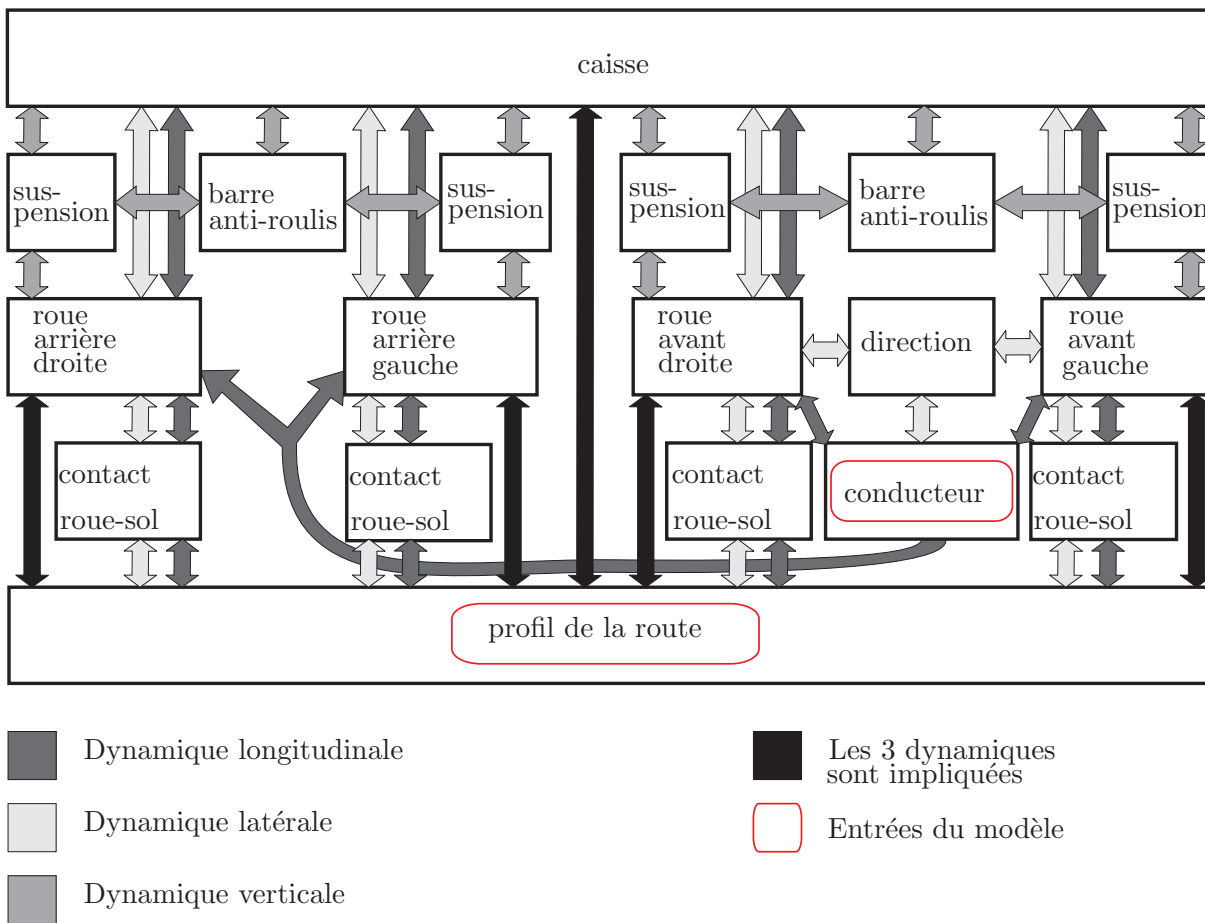 caisse
sus-
pension
barre
anti-roulis
sus-
pension
sus-
pension
barre
anti-roulis
sus-
pension
roue
arrière
droite
roue
arrière
gauche
roue
avant
droite
direction
roue
avant
gauche
contact
roue-sol
contact
roue-sol
contact
roue-sol
conducteur
contact
roue-sol
profil de la route
Dynamique longitudinale
Dynamique latérale
Dynamique verticale
Les 3 dynamiques
sont impliquées
Entrées du modèle